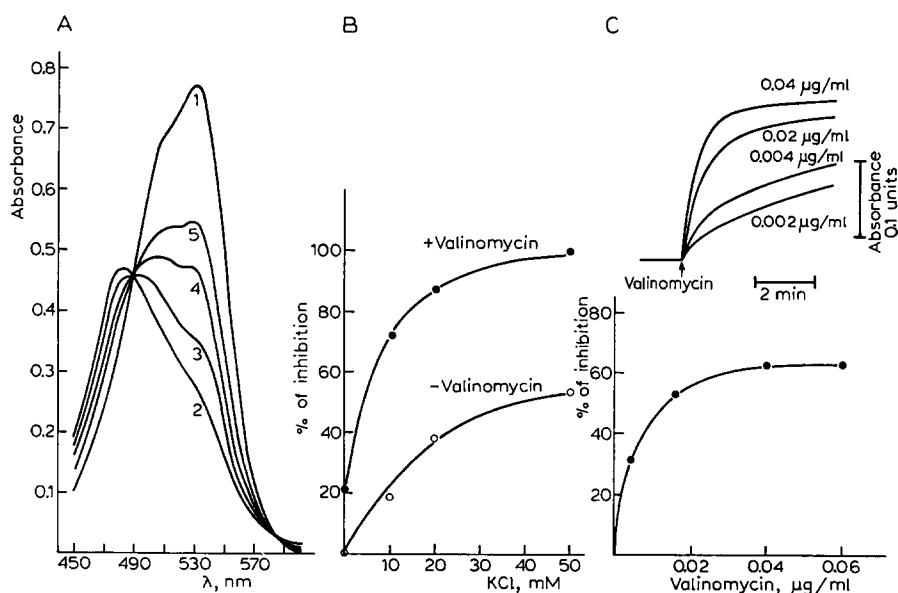 A
B
C
Absorbance
0.8
0.7
0.6
0.5
0.4
0.3
0.2
0.1
1
5
4
3
2
450 490 530 570
λ, nm
% of inhibition
100
80
60
40
20
+Valinomycin
−Valinomycin
0 10 20 30 40 50
KCl, mM
0.04 μg/ml
0.02 μg/ml
0.004 μg/ml
0.002 μg/ml
Absorbance
0.1 units
Valinomycin
2 min
% of inhibition
80
60
40
20
0.02 0.04 0.06
Valinomycin, μg/ml